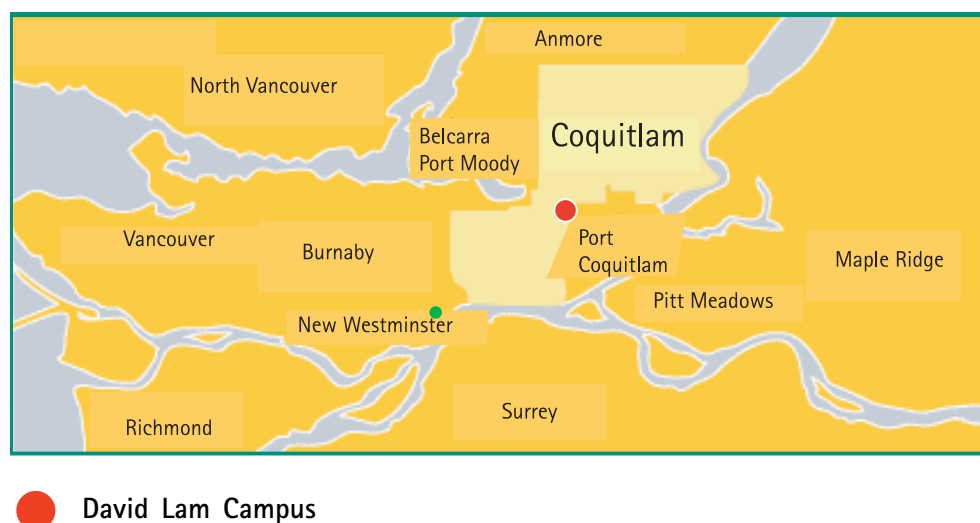 Anmore
North Vancouver
Belcarra
Port Moody
Coquitlam
Vancouver
Burnaby
Port
Coquitlam
Maple Ridge
Pitt Meadows
New Westminster
Surrey
Richmond
David Lam Campus